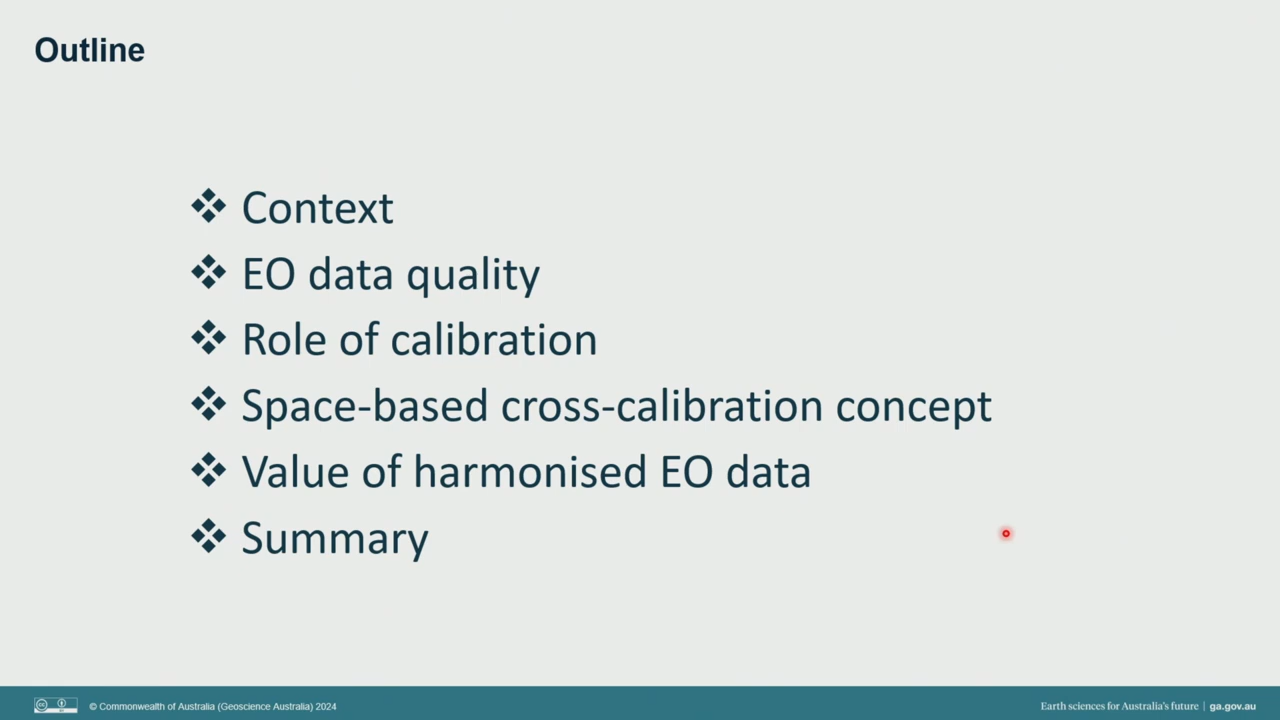 Outline
❖ Context
❖ EO data quality
❖ Role of calibration
❖ Space-based cross-calibration concept
❖ Value of harmonised EO data
❖ Summary
© Commonwealth of Australia (Geoscience Australia) 2024
Earth sciences for Australia's future | ga.gov.au